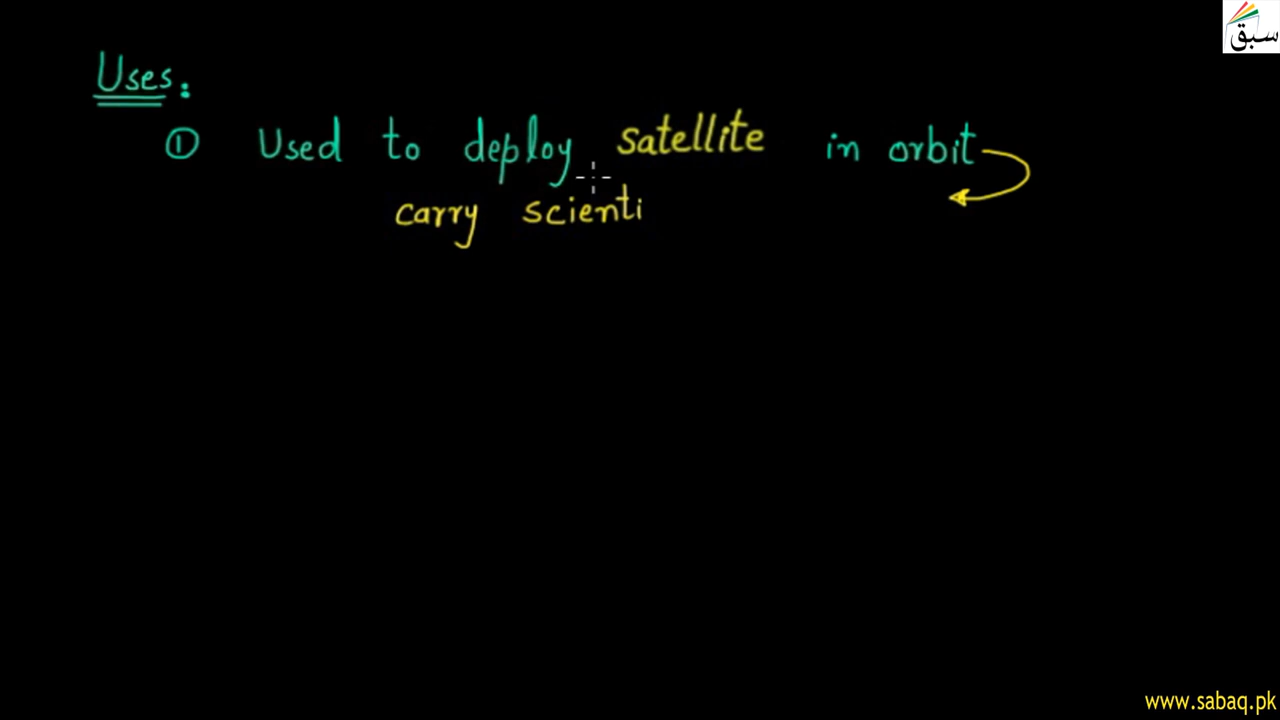 سبق
Uses:
① Used to deploy satellite in orbit
carry scienti
www.sabaq.pk